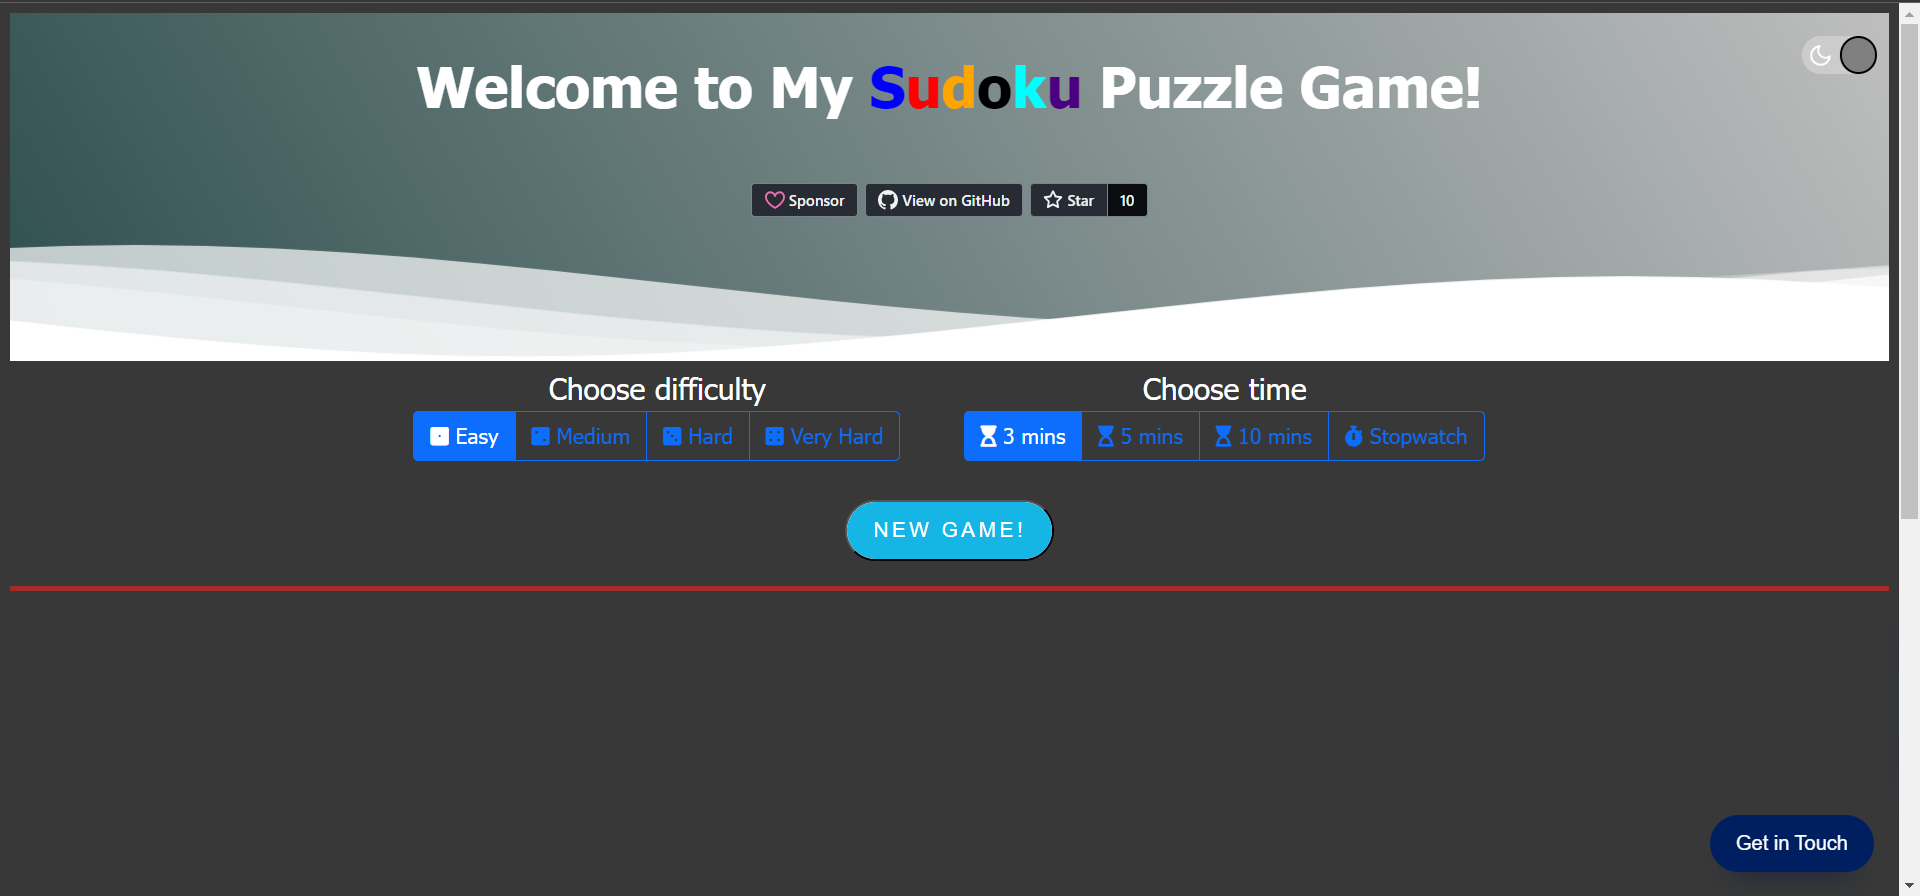 Welcome to My Sudoku Puzzle Game!
Sponsor View on GitHub Star 10
Choose difficulty Choose time
Easy Medium Hard Very Hard 3 mins 5 mins 10 mins Stopwatch
NEW GAME!
Get in Touch